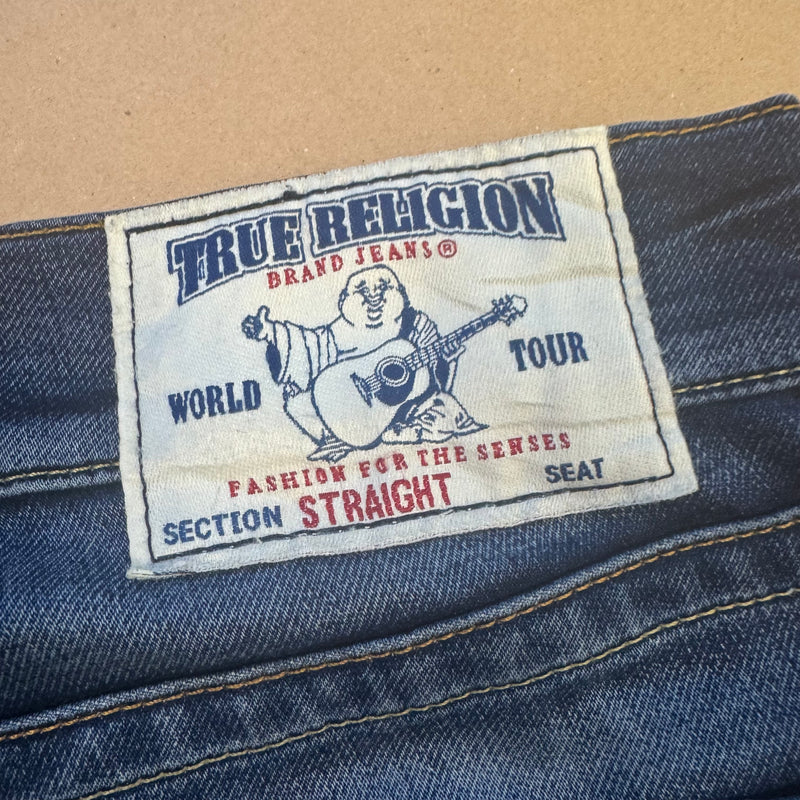 TRUE RELIGION
BRAND JEANS®
WORLD TOUR
FASHION FOR THE SENSES
SECTION STRAIGHT SEAT